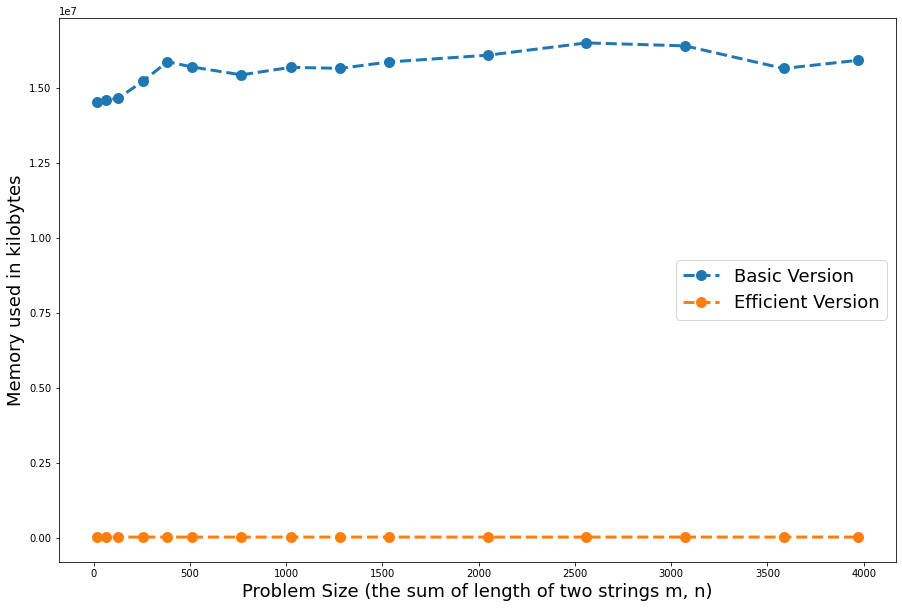 1e7
1.50
1.25
1.00
0.75
0.50
0.25
0.00
Memory used in kilobytes
Basic Version
Efficient Version
0 500 1000 1500 2000 2500 3000 3500 4000
Problem Size (the sum of length of two strings m, n)